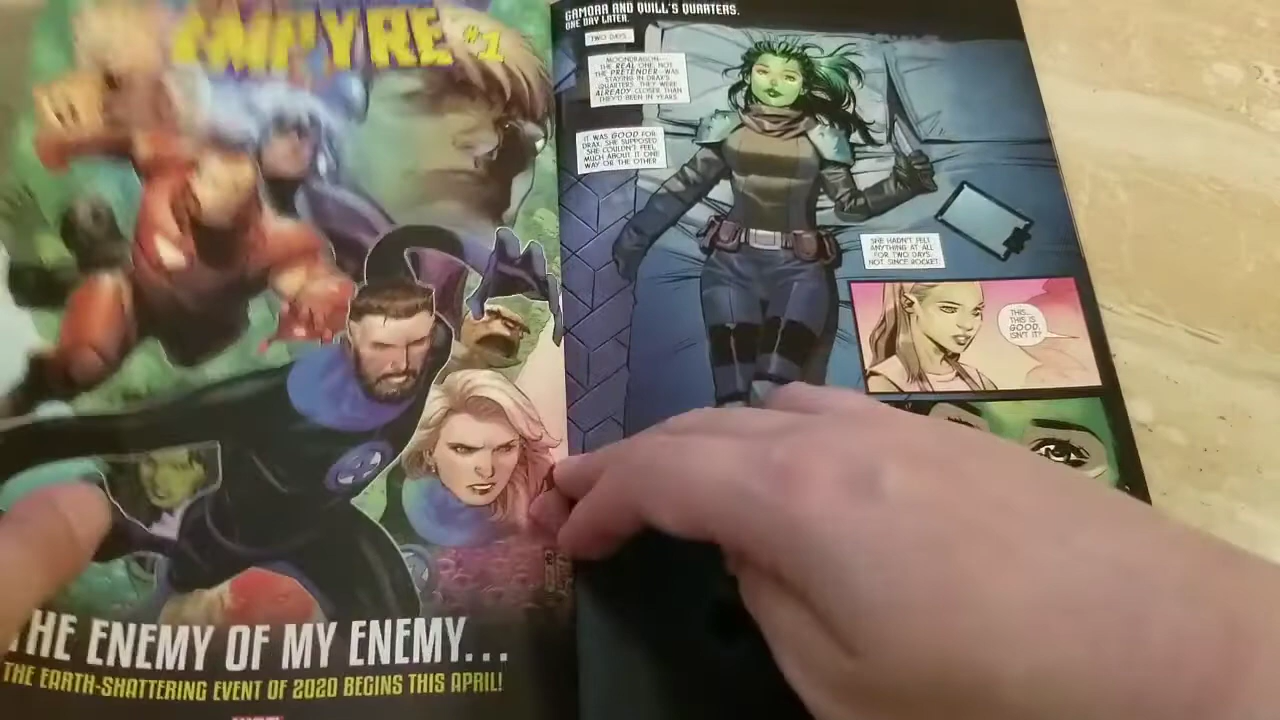 EMPYRE #1
THE ENEMY OF MY ENEMY...
THE EARTH-SHATTERING EVENT OF 2020 BEGINS THIS APRIL!
GAMORA AND QUILL'S QUARTERS.
ONE DAY LATER.
TWO DAYS.
MOONDRAGON--
THE REAL ONE, NOT
THE PRETENDER--WAS
STAYING IN DRAX'S
QUARTERS. THEY WERE
ALREADY CLOSER THAN
THEY'D BEEN IN YEARS.
IT WAS GOOD FOR
DRAX, SHE SUPPOSED.
SHE COULDN'T FEEL
MUCH ABOUT IT ONE
WAY OR THE OTHER.
SHE HADN'T FELT
ANYTHING AT ALL
FOR TWO DAYS.
NOT SINCE ROCKET.
THIS...
THIS IS
GOOD,
ISN'T IT?